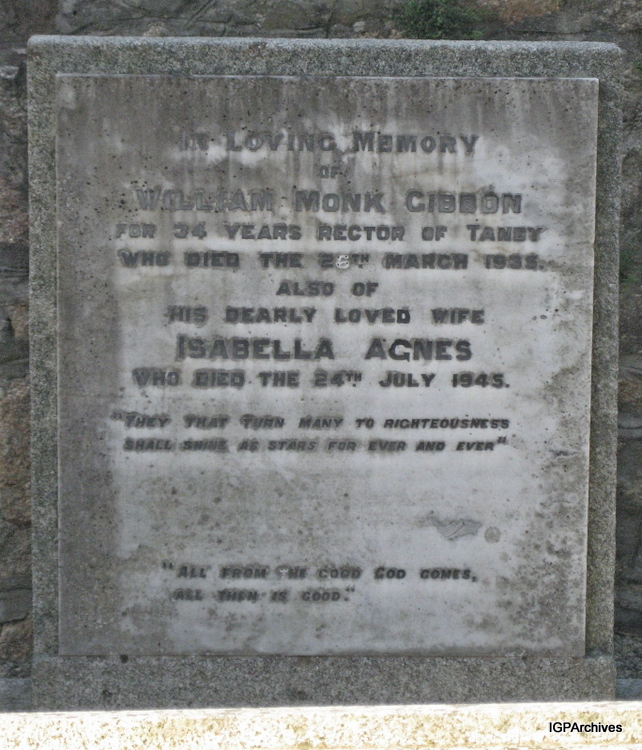 IN LOVING MEMORY
OF
WILLIAM MONK GIBBON
FOR 34 YEARS RECTOR OF TANEY
WHO DIED THE MARCH
ALSO OF
HIS DEARLY LOVED WIFE
ISABELLA AGNES
WHO DIED THE 24TH JULY 1945.
"THEY THAT TURN MANY TO RIGHTEOUSNESS
SHALL SHINE AS STARS FOR EVER AND EVER"
"ALL FROM THE GOOD GOD COMES,
ALL THEN IS GOOD."
IGPArchives